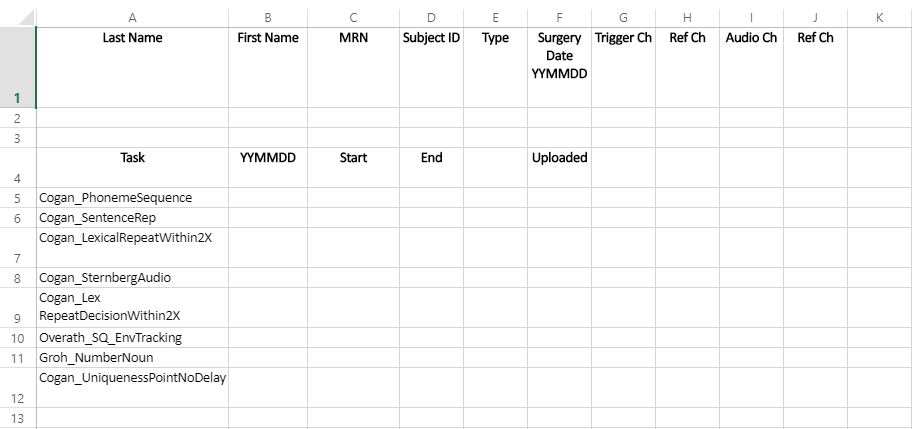 A B C D E F G H I J K
1 Last Name First Name MRN Subject ID Type Surgery Date YYMMDD Trigger Ch Ref Ch Audio Ch Ref Ch
2
3
4 Task YYMMDD Start End Uploaded
5 Cogan_PhonemeSequence
6 Cogan_SentenceRep
7 Cogan_LexicalRepeatWithin2X
8 Cogan_SternbergAudio
9 Cogan_Lex
RepeatDecisionWithin2X
10 Overath_SQ_EnvTracking
11 Groh_NumberNoun
12 Cogan_UniquenessPointNoDelay
13